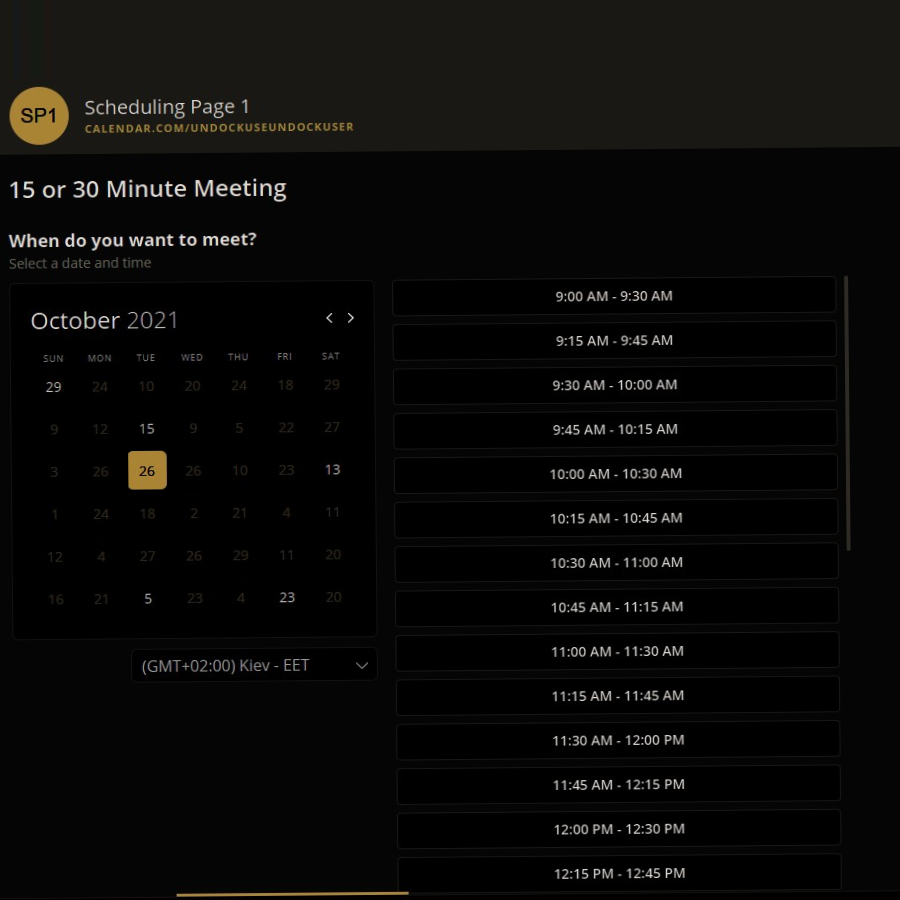 SP1
Scheduling Page 1
CALENDAR.COM/UNDOCKUSEUNDOCKUSER
15 or 30 Minute Meeting
When do you want to meet?
Select a date and time
October 2021
SUN MON TUE WED THU FRI SAT
29 24 10 20 24 18 29
9 12 15 9 5 22 27
3 26 26 26 10 23 13
1 24 18 2 21 4 11
12 4 27 26 29 11 20
16 21 5 23 4 23 20
(GMT+02:00) Kiev - EET
9:00 AM - 9:30 AM
9:15 AM - 9:45 AM
9:30 AM - 10:00 AM
9:45 AM - 10:15 AM
10:00 AM - 10:30 AM
10:15 AM - 10:45 AM
10:30 AM - 11:00 AM
10:45 AM - 11:15 AM
11:00 AM - 11:30 AM
11:15 AM - 11:45 AM
11:30 AM - 12:00 PM
11:45 AM - 12:15 PM
12:00 PM - 12:30 PM
12:15 PM - 12:45 PM